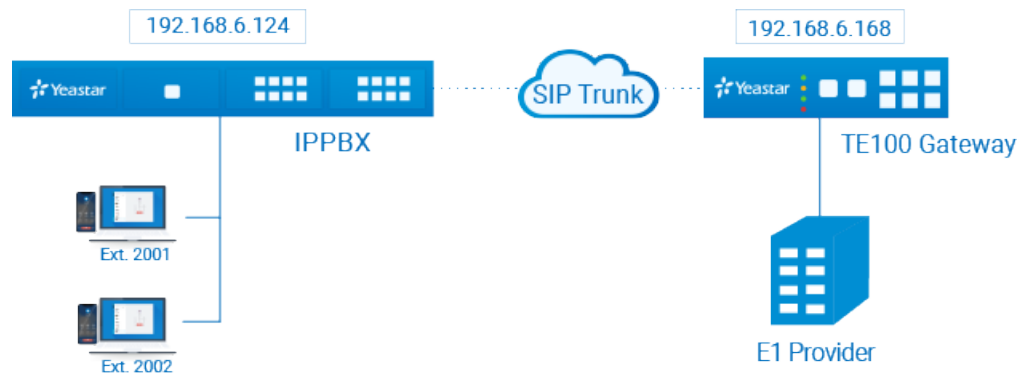 192.168.6.124
192.168.6.168
Yeastar
SIP Trunk
Yeastar
IPPBX
TE100 Gateway
Ext. 2001
Ext. 2002
E1 Provider